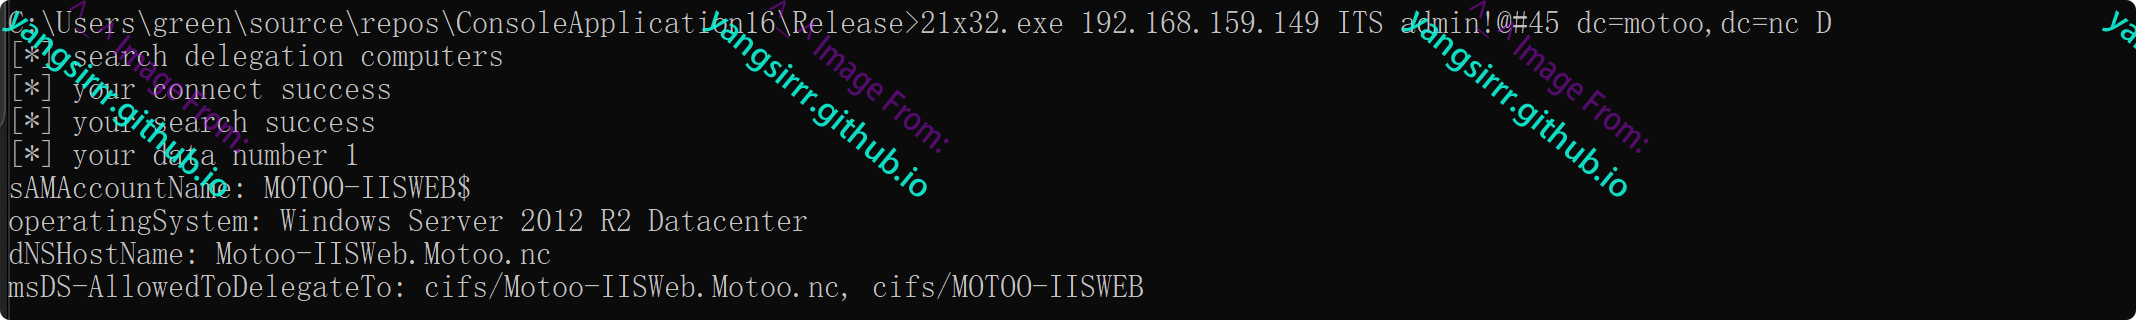 C:\Users\green\source\repos\ConsoleApplication16\Release>21x32.exe 192.168.159.149 ITS admin!@#45 dc=motoo,dc=nc D
[*] search delegation computers
[*] your connect success
[*] your search success
[*] your data number 1
sAMAccountName: MOTOO-IISWEB$
operatingSystem: Windows Server 2012 R2 Datacenter
dNSHostName: Motoo-IISWeb.Motoo.nc
msDS-AllowedToDelegateTo: cifs/Motoo-IISWeb.Motoo.nc, cifs/MOTOO-IISWEB
^_^ Image From:
yangsirrr.github.io
^_^ Image From:
yangsirrr.github.io
^_^ Image From:
yangsirrr.github.io